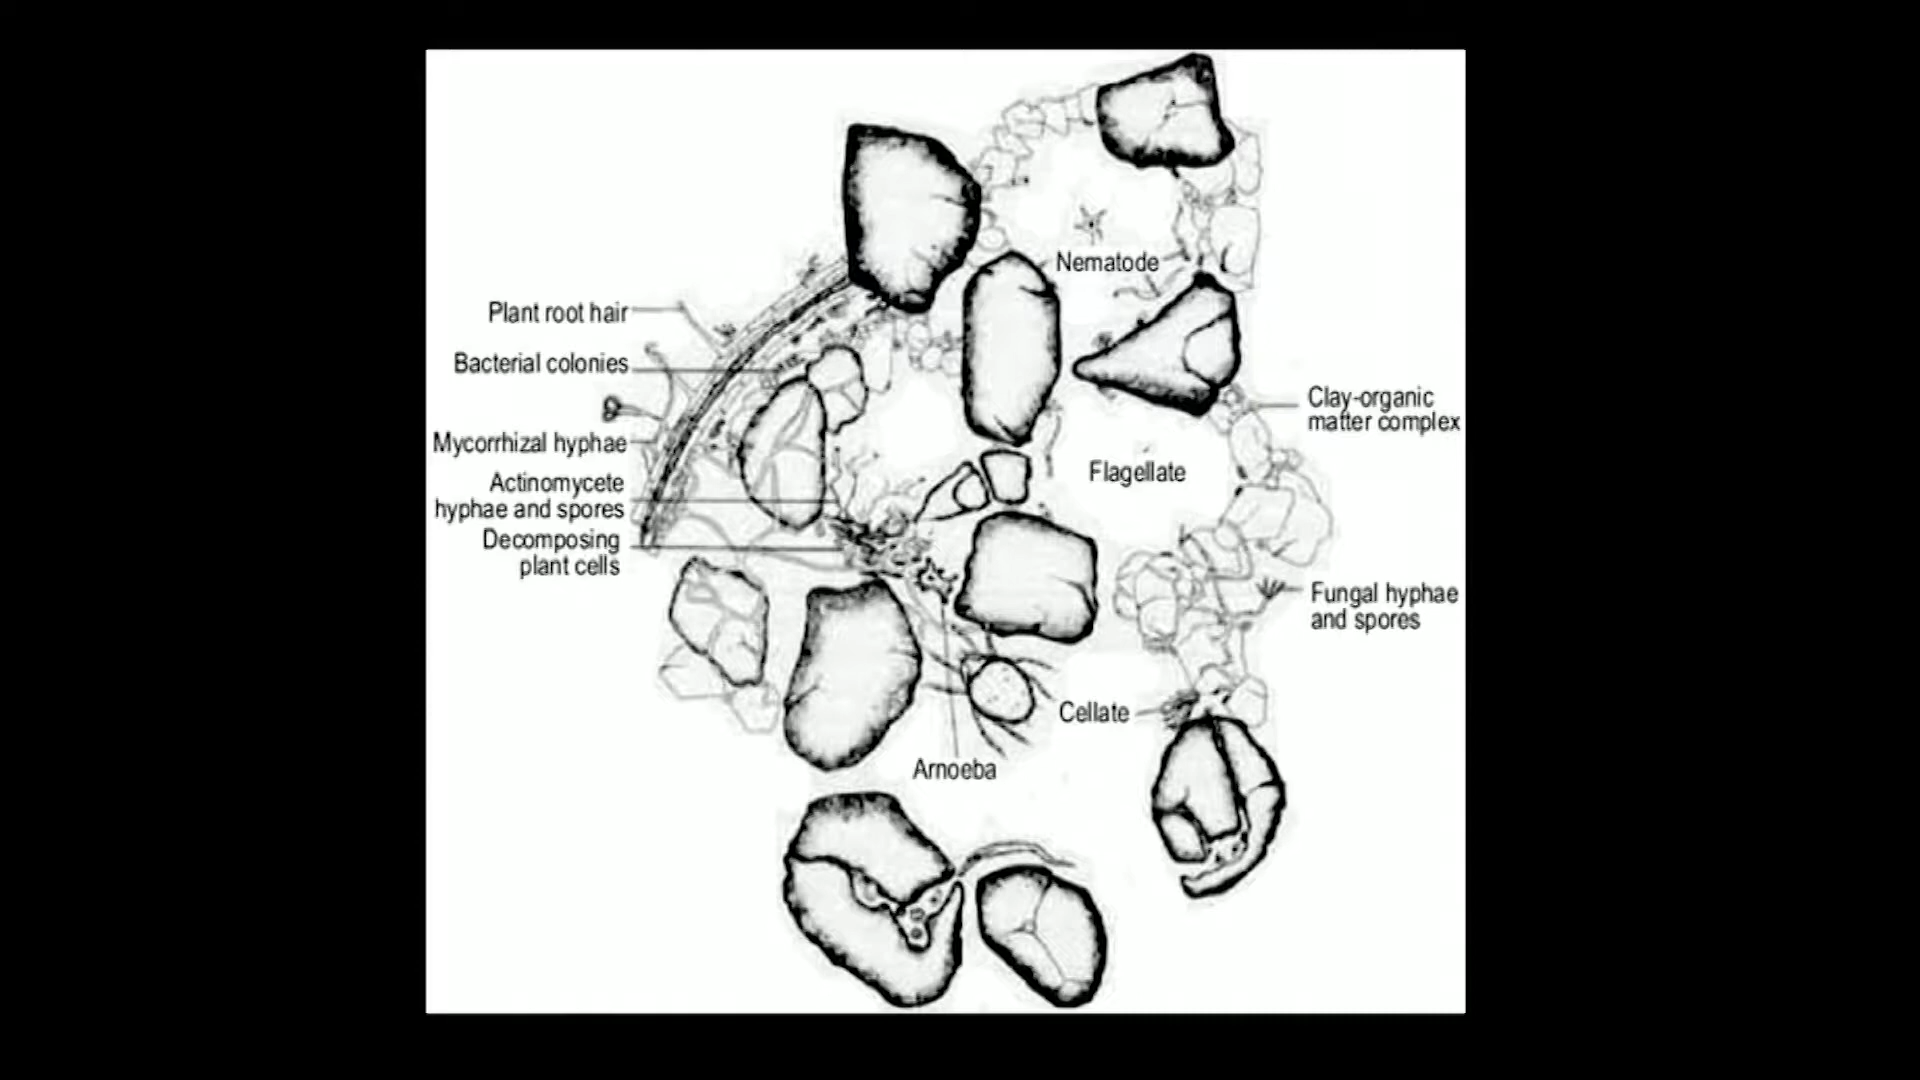 Nematode
Plant root hair
Bacterial colonies
Clay-organic
matter complex
Mycorrhizal hyphae
Flagellate
Actinomycete
hyphae and spores
Decomposing
plant cells
Fungal hyphae
and spores
Cellate
Arnoeba